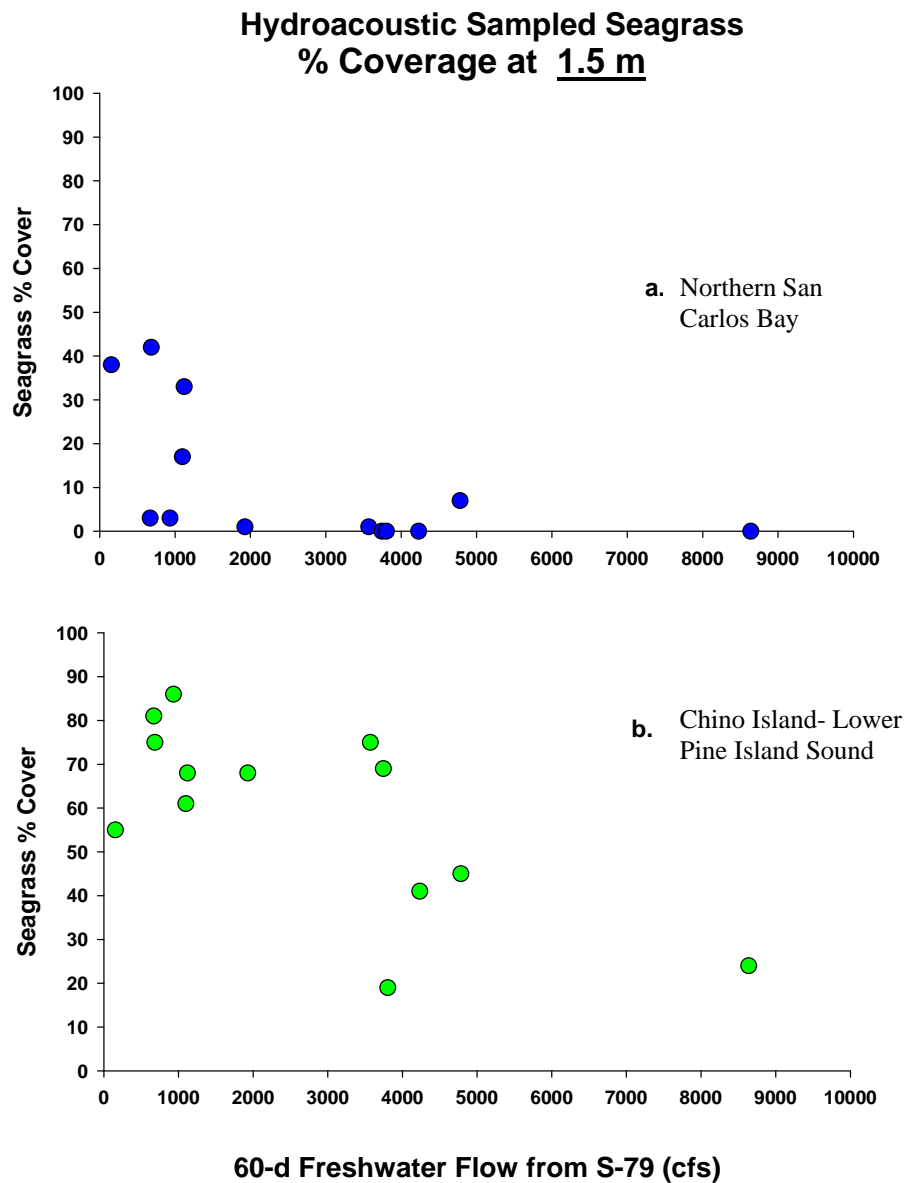 Hydroacoustic Sampled Seagrass
% Coverage at 1.5 m
100
90
80
70
60
50
40
30
20
10
0
Seagrass % Cover
a. Northern San
Carlos Bay
0 1000 2000 3000 4000 5000 6000 7000 8000 9000 10000
100
90
80
70
60
50
40
30
20
10
0
Seagrass % Cover
b. Chino Island- Lower
Pine Island Sound
0 1000 2000 3000 4000 5000 6000 7000 8000 9000 10000
60-d Freshwater Flow from S-79 (cfs)